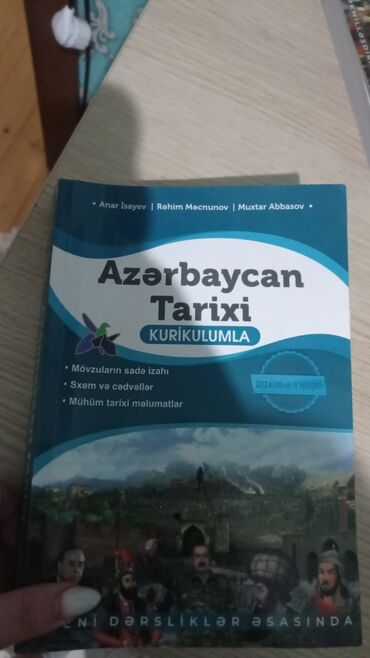 • Anar İsayev | Rəhim Məcnunov | Muxtar Abbasov •
Azərbaycan
Tarixi
KURİKULUMLA
• Mövzuların sadə izahı
• Sxem və cədvəllər
• Mühüm tarixi məlumatlar
2024/25-ci il NƏŞRİ
YENİ DƏRSLİKLƏR ƏSASINDA